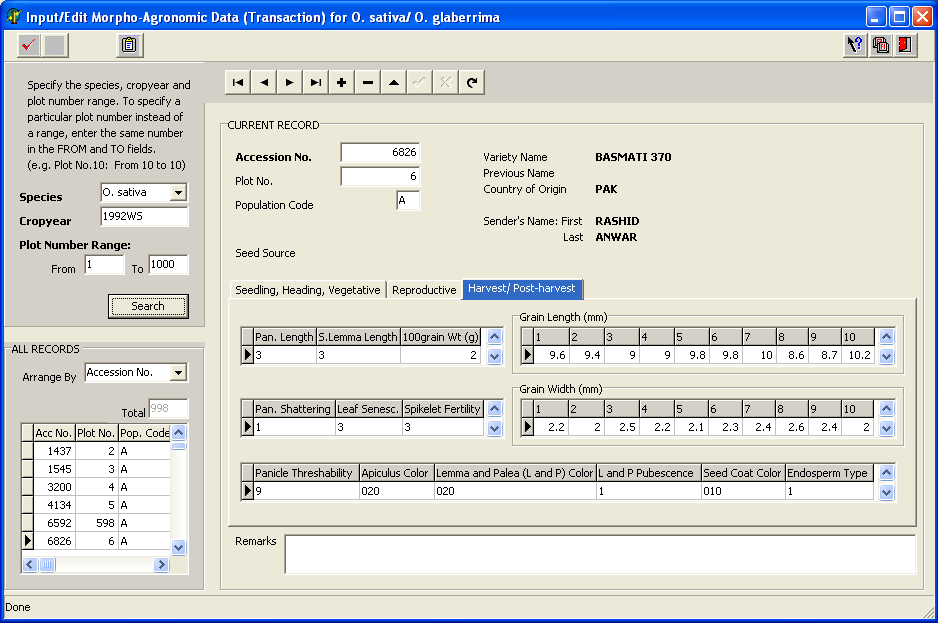 Input/Edit Morpho-Agronomic Data (Transaction) for O. sativa/ O. glaberrima
Specify the species, cropyear and
plot number range. To specify a
particular plot number instead of
a range, enter the same number
in the FROM and TO fields.
(e.g. Plot No.10: From 10 to 10)
Species O. sativa
Cropyear 1992WS
Plot Number Range:
From 1 To 1000
Search
ALL RECORDS
Arrange By Accession No.
Total 998
Acc No. Plot No. Pop. Code
1437 2 A
1545 3 A
3200 4 A
4134 5 A
6592 598 A
6826 6 A
CURRENT RECORD
Accession No. 6826
Plot No. 6
Population Code A
Seed Source
Variety Name BASMATI 370
Previous Name
Country of Origin PAK
Sender's Name: First RASHID
Last ANWAR
Seedling, Heading, Vegetative Reproductive Harvest/ Post-harvest
Pan. Length S.Lemma Length 100grain Wt (g)
3 3 2
Grain Length (mm)
1 2 3 4 5 6 7 8 9 10
9.6 9.4 9 9 9.8 9.8 10 8.6 8.7 10.2
Pan. Shattering Leaf Senesc. Spikelet Fertility
1 3 3
Grain Width (mm)
1 2 3 4 5 6 7 8 9 10
2.2 2 2.5 2.2 2.1 2.3 2.4 2.6 2.4 2
Panicle Threshability Apiculus Color Lemma and Palea (L and P) Color L and P Pubescence Seed Coat Color Endosperm Type
9 020 020 1 010 1
Remarks
Done